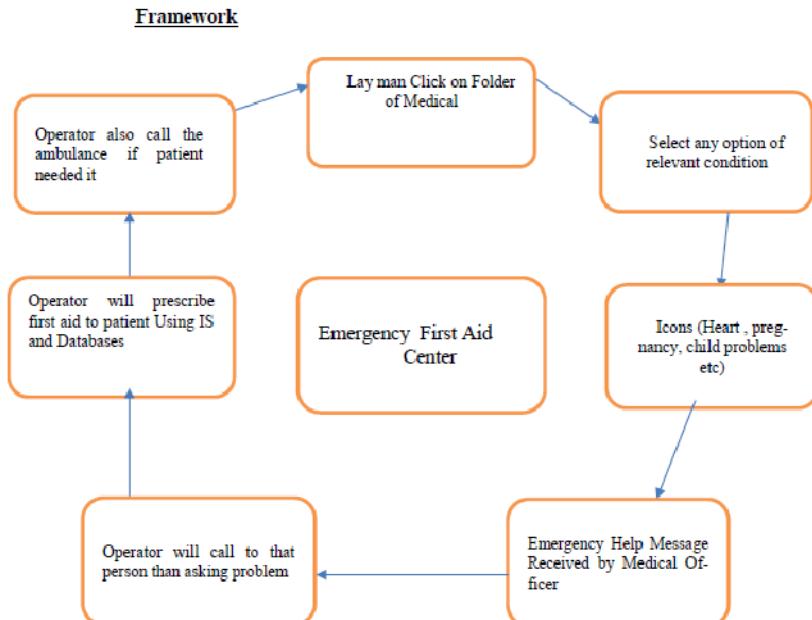 Framework
Lay man Click on Folder
of Medical
Select any option of
relevant condition
Icons (Heart , preg-
nancy, child problems
etc)
Emergency Help Message
Received by Medical Of-
ficer
Operator will call to that
person than asking problem
Operator will prescribe
first aid to patient Using IS
and Databases
Operator also call the
ambulance if patient
needed it
Emergency First Aid
Center